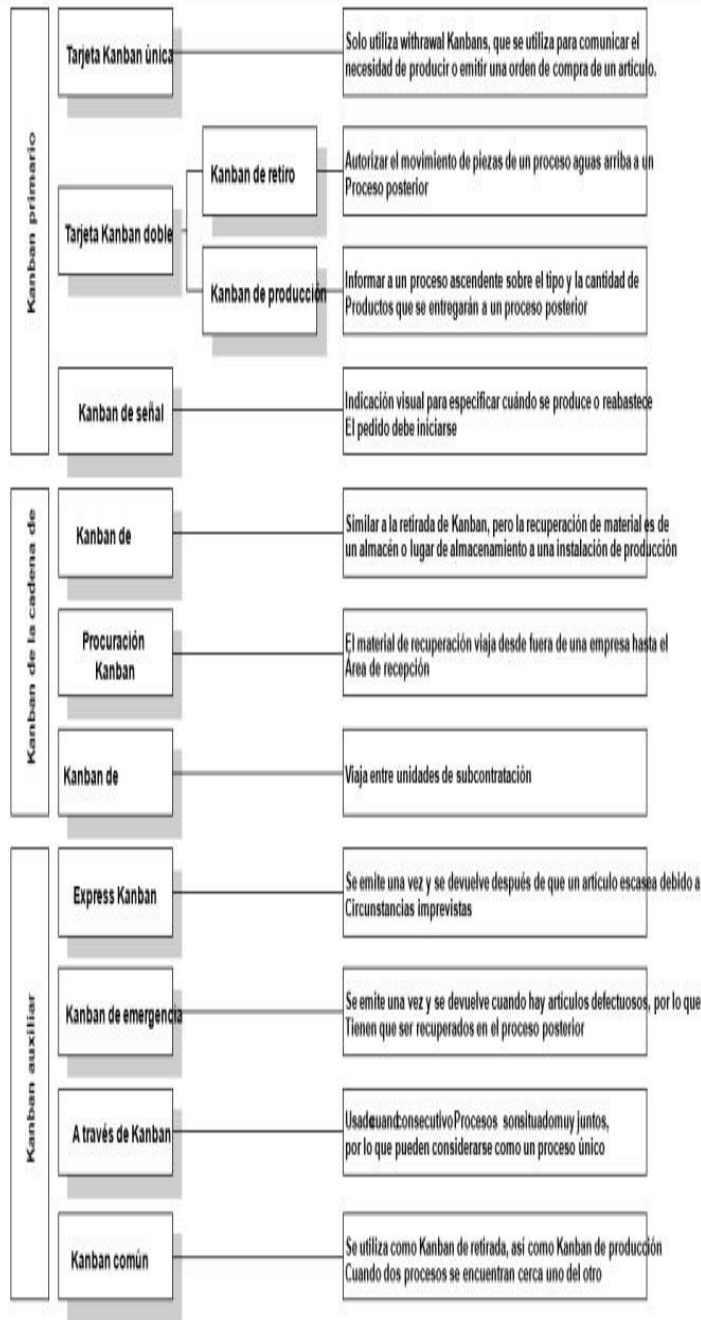 Kanban primario
Tarjeta Kanban única
Solo utiliza withrawal Kanbans, que se utiliza para comunicar el
necesidad de producir o emitir una orden de compra de un artículo.
Tarjeta Kanban doble
Kanban de retiro
Autorizar el movimiento de piezas de un proceso aguas arriba a un
Proceso posterior
Kanban de producción
Informar a un proceso ascendente sobre el tipo y la cantidad de
Productos que se entregarán a un proceso posterior
Kanban de señal
Indicación visual para especificar cuándo se produce o reabastece
El pedido debe iniciarse
Kanban de la cadena de
Kanban de
Similar a la retirada de Kanban, pero la recuperación de material es de
un almacén o lugar de almacenamiento a una instalación de producción
Procuración
Kanban
El material de recuperación viaja desde fuera de una empresa hasta el
Área de recepción
Kanban de
Viaja entre unidades de subcontratación
Kanban auxiliar
Express Kanban
Se emite una vez y se devuelve después de que un artículo escasea debido a
Circunstancias imprevistas
Kanban de emergencia
Se emite una vez y se devuelve cuando hay artículos defectuosos, por lo que
Tienen que ser recuperados en el proceso posterior
A través de Kanban
Usadocuandconsecutivo Procesos sonsituadomuy juntos,
por lo que pueden considerarse como un proceso único
Kanban común
Se utiliza como Kanban de retirada, así como Kanban de producción
Cuando dos procesos se encuentran cerca uno del otro